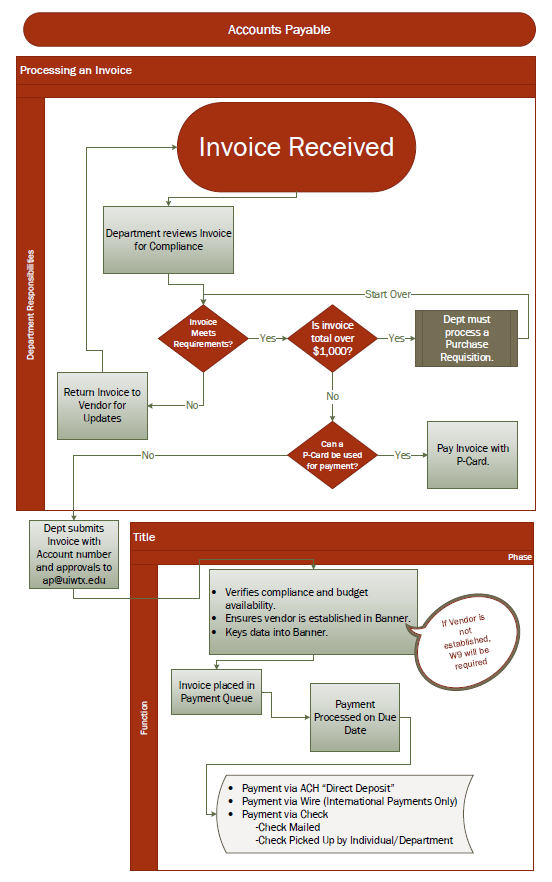 Accounts Payable
Processing an Invoice
Department Responsibilities
Invoice Received
Department reviews Invoice
for Compliance
Start Over
Invoice
Meets
Requirements?
Yes
Is invoice
total over
$1,000?
Yes
Dept must
process a
Purchase
Requisition.
Return Invoice to
Vendor for
Updates
No
No
Can a
P-Card be used
for payment?
Yes
Pay Invoice with
P-Card.
No
Dept submits
Invoice with
Account number
and approvals to
ap@uiwtx.edu
Title
Phase
Function
• Verifies compliance and budget
availability.
• Ensures vendor is established in Banner.
• Keys data into Banner.
If Vendor is
not
established,
W9 will be
required
Invoice placed in
Payment Queue
Payment
Processed on Due
Date
• Payment via ACH “Direct Deposit”
• Payment via Wire (International Payments Only)
• Payment via Check
-Check Mailed
-Check Picked Up by Individual/Department